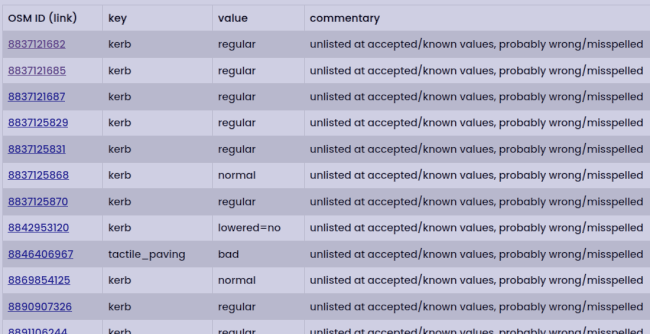 OSM ID (link) key value commentary
8837121682 kerb regular unlisted at accepted/known values, probably wrong/misspelled
8837121685 kerb regular unlisted at accepted/known values, probably wrong/misspelled
8837121687 kerb regular unlisted at accepted/known values, probably wrong/misspelled
8837125829 kerb regular unlisted at accepted/known values, probably wrong/misspelled
8837125831 kerb regular unlisted at accepted/known values, probably wrong/misspelled
8837125868 kerb normal unlisted at accepted/known values, probably wrong/misspelled
8837125870 kerb regular unlisted at accepted/known values, probably wrong/misspelled
8842953120 kerb lowered=no unlisted at accepted/known values, probably wrong/misspelled
8846406967 tactile_paving bad unlisted at accepted/known values, probably wrong/misspelled
8869854125 kerb normal unlisted at accepted/known values, probably wrong/misspelled
8890907326 kerb regular unlisted at accepted/known values, probably wrong/misspelled
8891106244 kerb regular unlisted at accepted/known values, probably wrong/misspelled